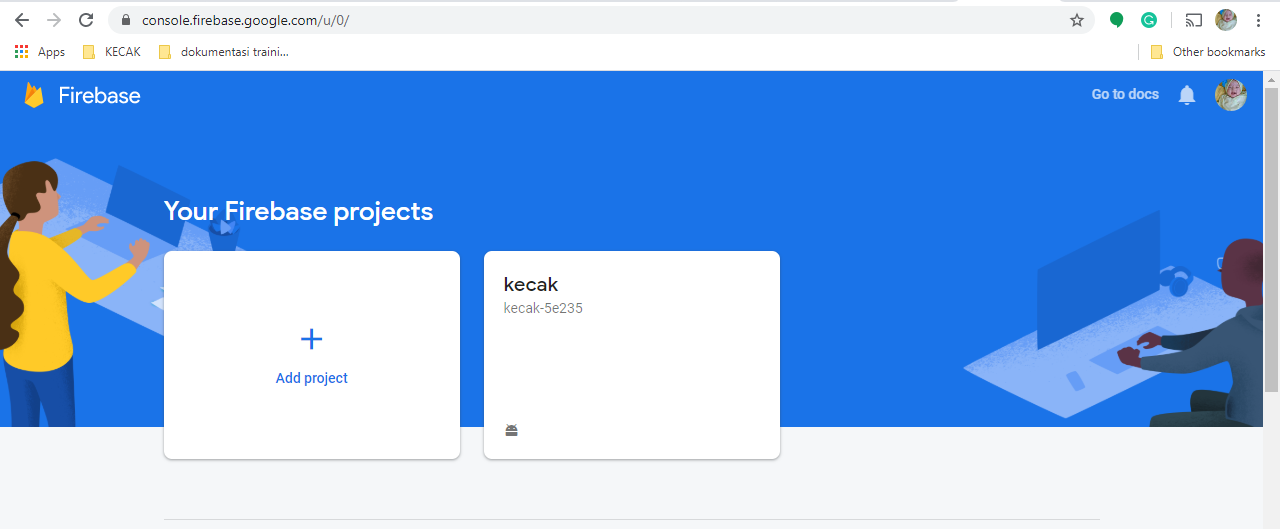 console.firebase.google.com/u/0/
Apps KECAK dokumentasi traini... Other bookmarks
Firebase Go to docs
Your Firebase projects
Add project
kecak
kecak-5e235